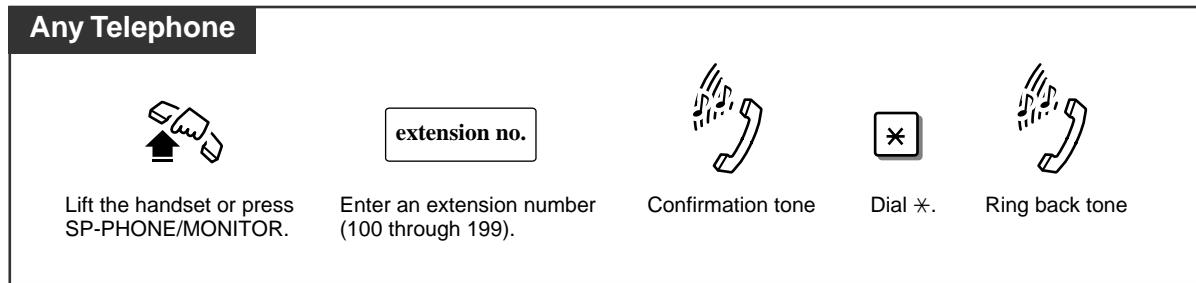 Any Telephone
extension no.
Lift the handset or press
SP-PHONE/MONITOR.
Enter an extension number
(100 through 199).
Confirmation tone
Dial ✳.
Ring back tone